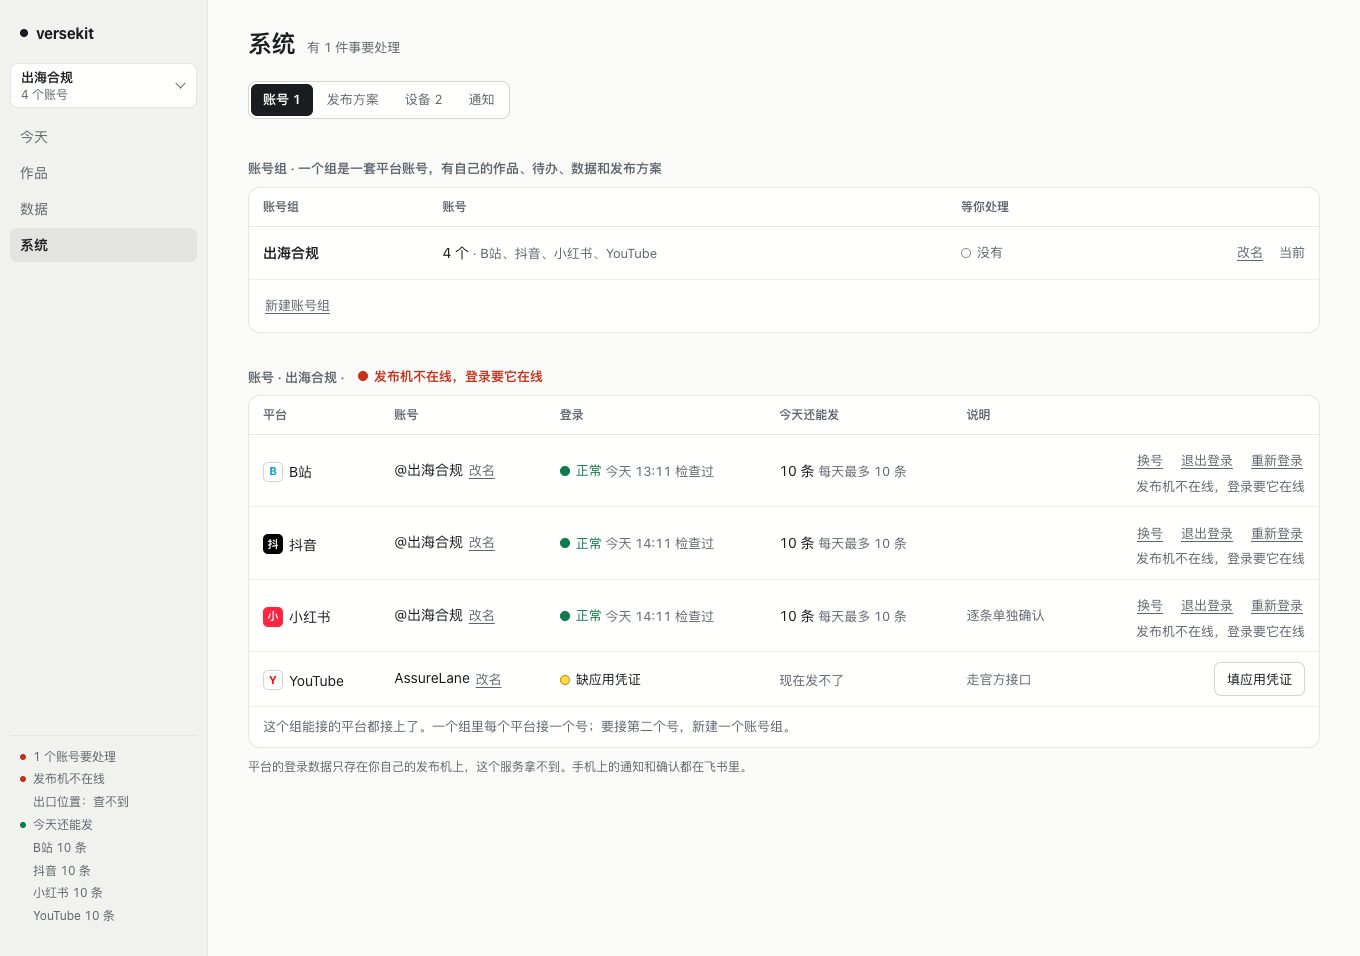 versekit
出海合规
4 个账号
今天
作品
数据
系统
1 个账号要处理
发布机不在线
出口位置：查不到
今天还能发
B站 10 条
抖音 10 条
小红书 10 条
YouTube 10 条
系统 有 1 件事要处理
账号 1 发布方案 设备 2 通知
账号组 · 一个组是一套平台账号，有自己的作品、待办、数据和发布方案
账号组 账号 等你处理
出海合规 4 个 · B站、抖音、小红书、YouTube 没有 改名 当前
新建账号组
账号 · 出海合规 · 发布机不在线，登录要它在线
平台 账号 登录 今天还能发 说明
B B站 @出海合规 改名 正常 今天 13:11 检查过 10 条 每天最多 10 条 换号 退出登录 重新登录
发布机不在线，登录要它在线
抖 抖音 @出海合规 改名 正常 今天 14:11 检查过 10 条 每天最多 10 条 换号 退出登录 重新登录
发布机不在线，登录要它在线
小 小红书 @出海合规 改名 正常 今天 14:11 检查过 10 条 每天最多 10 条 逐条单独确认 换号 退出登录 重新登录
发布机不在线，登录要它在线
Y YouTube AssureLane 改名 缺应用凭证 现在发不了 走官方接口 填应用凭证
这个组能接的平台都接上了。一个组里每个平台接一个号；要接第二个号，新建一个账号组。
平台的登录数据只存在你自己的发布机上，这个服务拿不到。手机上的通知和确认都在飞书里。